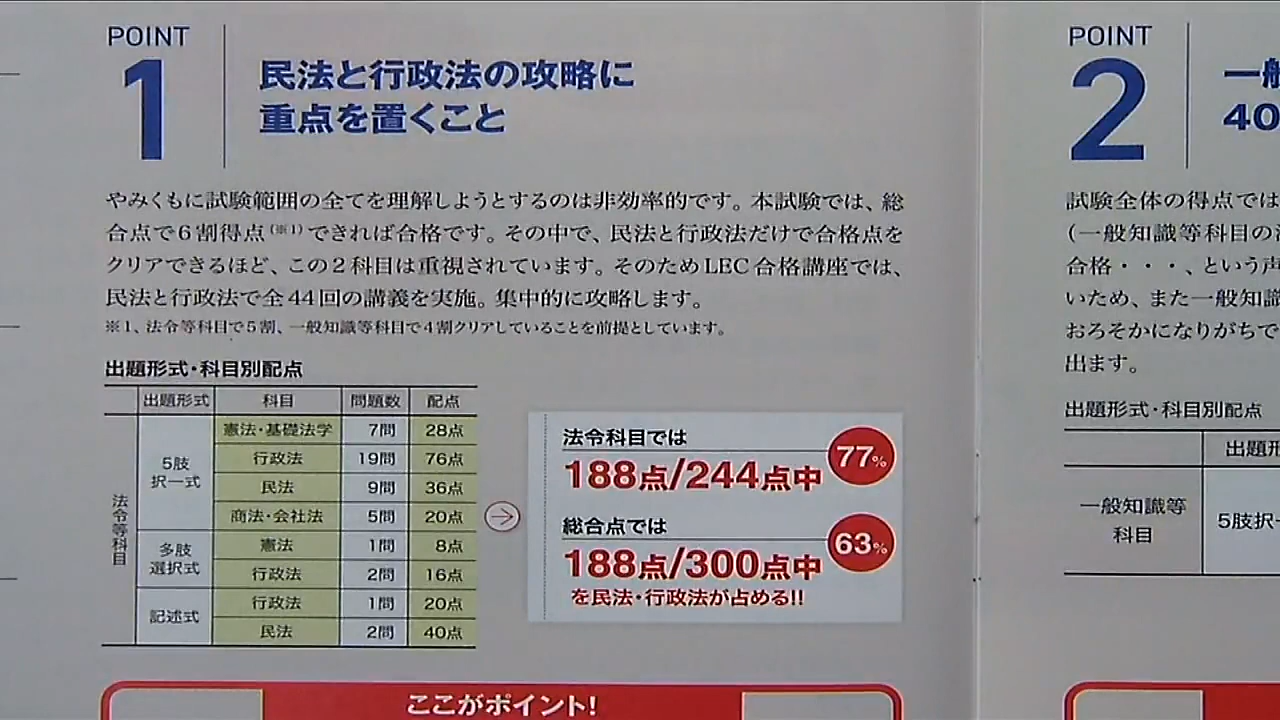 POINT
1
民法と行政法の攻略に
重点を置くこと
やみくもに試験範囲の全てを理解しようとするのは非効率的です。本試験では、総
合点で6割得点(※1)できれば合格です。その中で、民法と行政法だけで合格点を
クリアできるほど、この2科目は重視されています。そのためLEC合格講座では、
民法と行政法で全44回の講義を実施。集中的に攻略します。
※1、法令等科目で5割、一般知識等科目で4割クリアしていることを前提としています。
出題形式・科目別配点
出題形式 科目 問題数 配点
法令等科目
5肢
択一式
憲法・基礎法学 7問 28点
行政法 19問 76点
民法 9問 36点
商法・会社法 5問 20点
多肢
選択式
憲法 1問 8点
行政法 2問 16点
記述式
行政法 1問 20点
民法 2問 40点
法令科目では
188点/244点中
77%
総合点では
188点/300点中
63%
を民法・行政法が占める!!
ここがポイント!
POINT
2
一般
40
試験全体の得点では
(一般知識等科目の
合格・・・、という声
いため、また一般知識
おろそかになりがちで
出ます。
出題形式・科目別配点
出題形
一般知識等
科目
5肢択